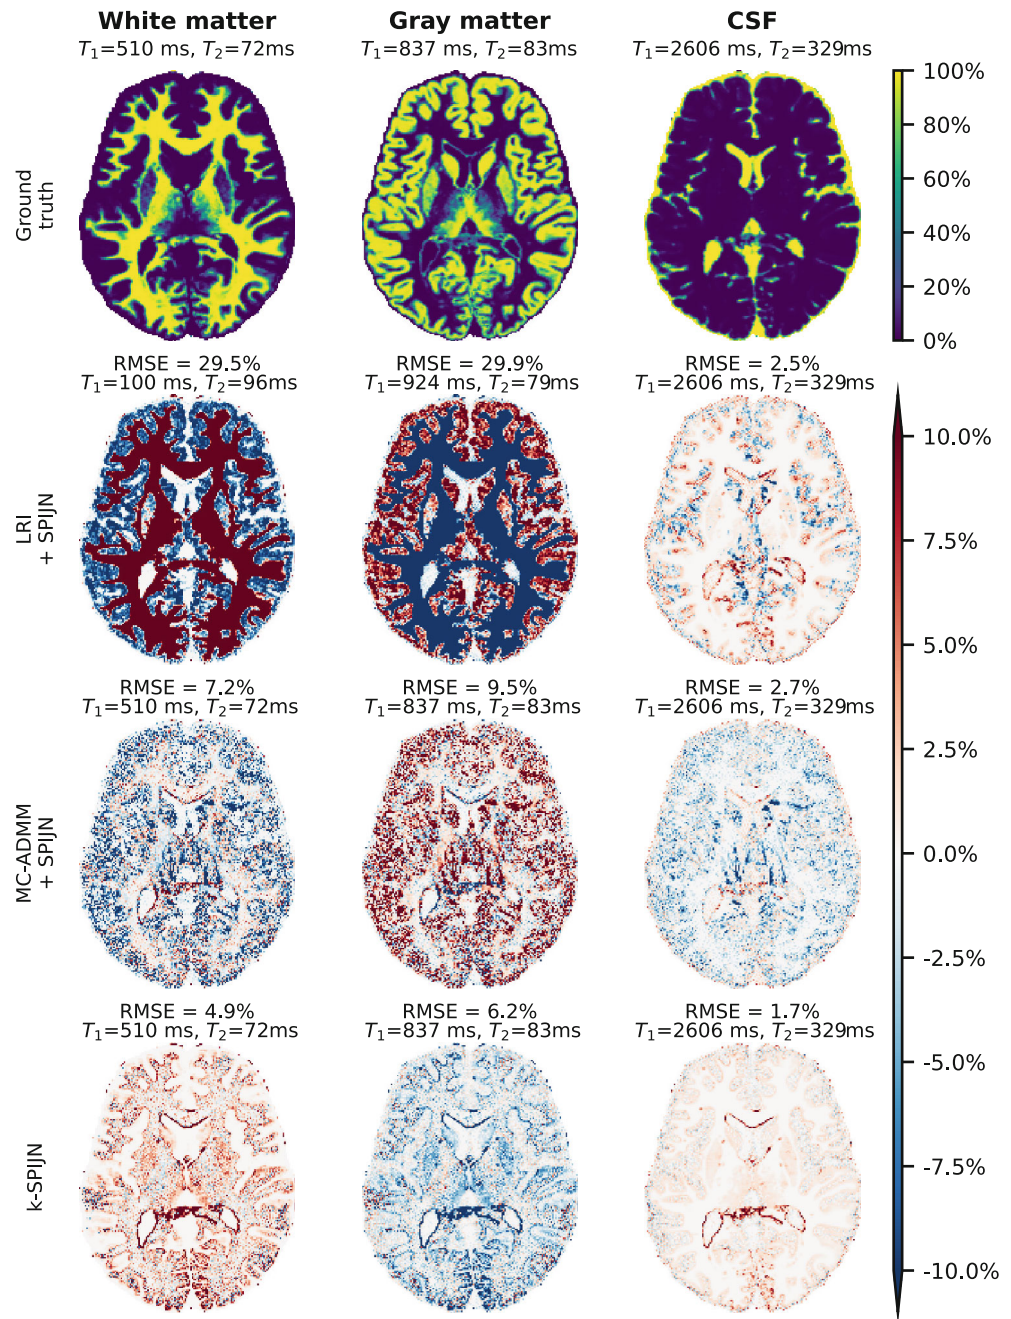 White matter Gray matter CSF
T₁=510 ms, T₂=72ms T₁=837 ms, T₂=83ms T₁=2606 ms, T₂=329ms
Ground
truth
100%
80%
60%
40%
20%
0%
RMSE = 29.5% RMSE = 29.9% RMSE = 2.5%
T₁=100 ms, T₂=96ms T₁=924 ms, T₂=79ms T₁=2606 ms, T₂=329ms
LRI
+ SPIJN
RMSE = 7.2% RMSE = 9.5% RMSE = 2.7%
T₁=510 ms, T₂=72ms T₁=837 ms, T₂=83ms T₁=2606 ms, T₂=329ms
MC-ADMM
+ SPIJN
RMSE = 4.9% RMSE = 6.2% RMSE = 1.7%
T₁=510 ms, T₂=72ms T₁=837 ms, T₂=83ms T₁=2606 ms, T₂=329ms
k-SPIJN
10.0%
7.5%
5.0%
2.5%
0.0%
-2.5%
-5.0%
-7.5%
-10.0%